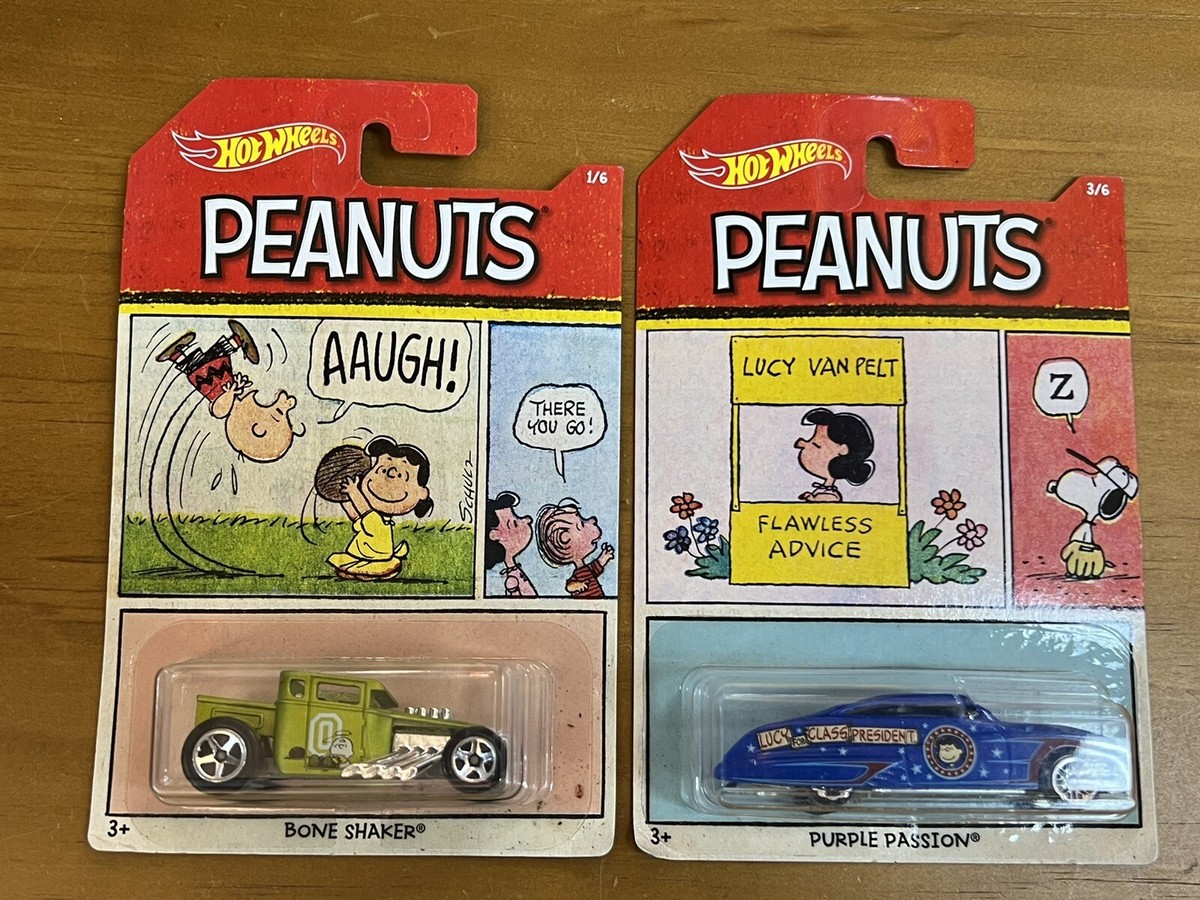 HOT WHEELS
1/6
PEANUTS®
AAUGH!
SCHULZ
THERE
YOU GO!
0
3+
BONE SHAKER®
HOT WHEELS
3/6
PEANUTS®
LUCY VAN PELT
FLAWLESS
ADVICE
Z
LUCY FOR CLASS PRESIDENT
3+
PURPLE PASSION®